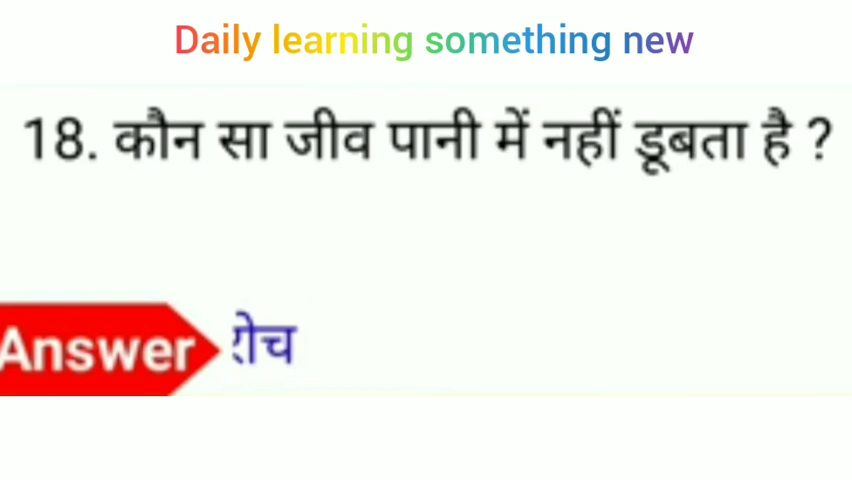 Daily learning something new
18. कौन सा जीव पानी में नहीं डूबता है ?
Answer रोच